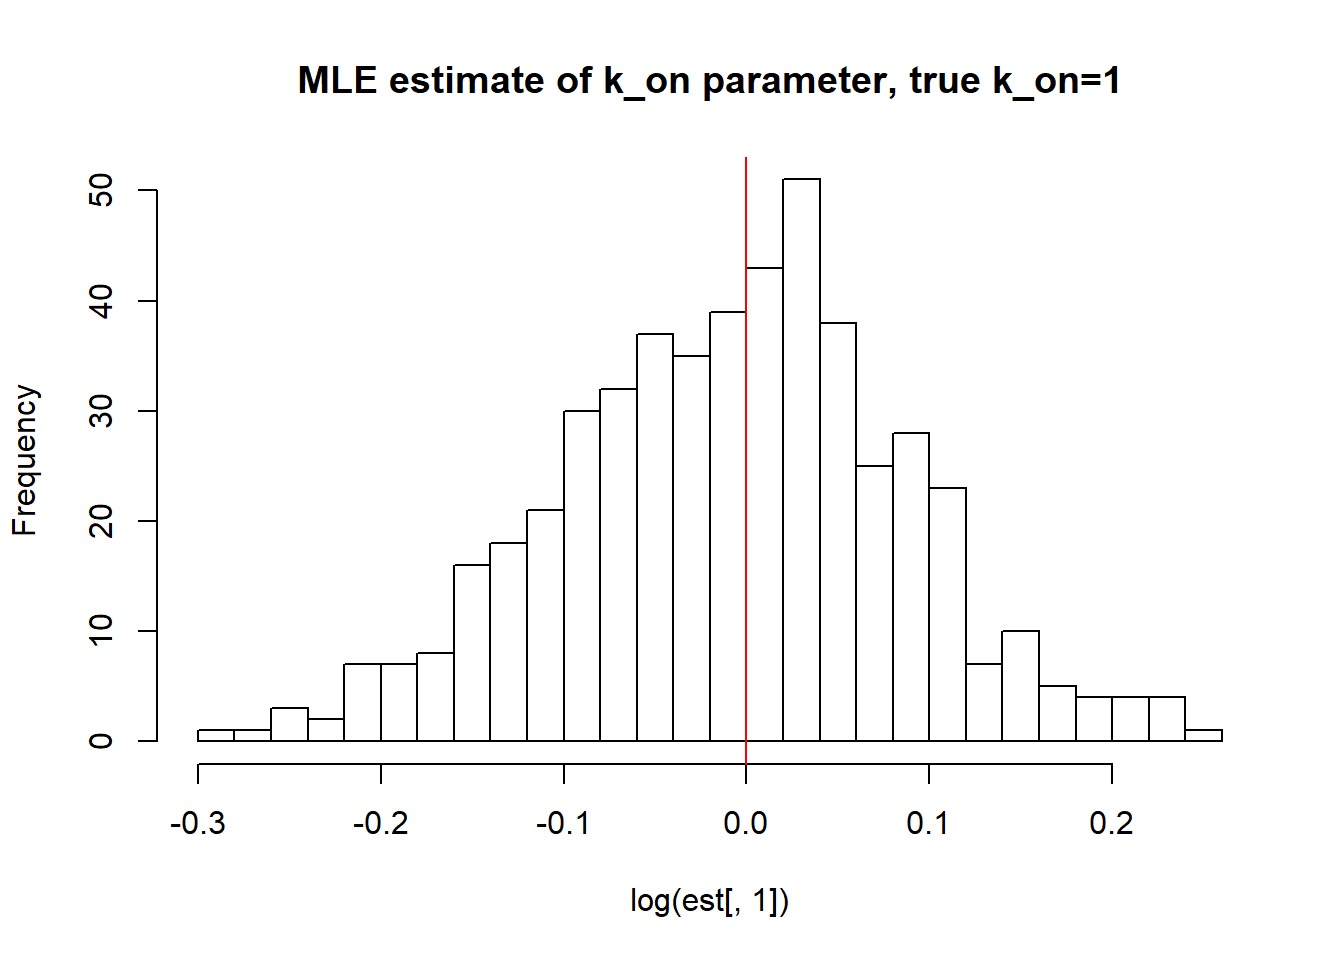 MLE estimate of k_on parameter, true k_on=1
50
40
30
20
10
0
Frequency
-0.3 -0.2 -0.1 0.0 0.1 0.2
log(est[, 1])